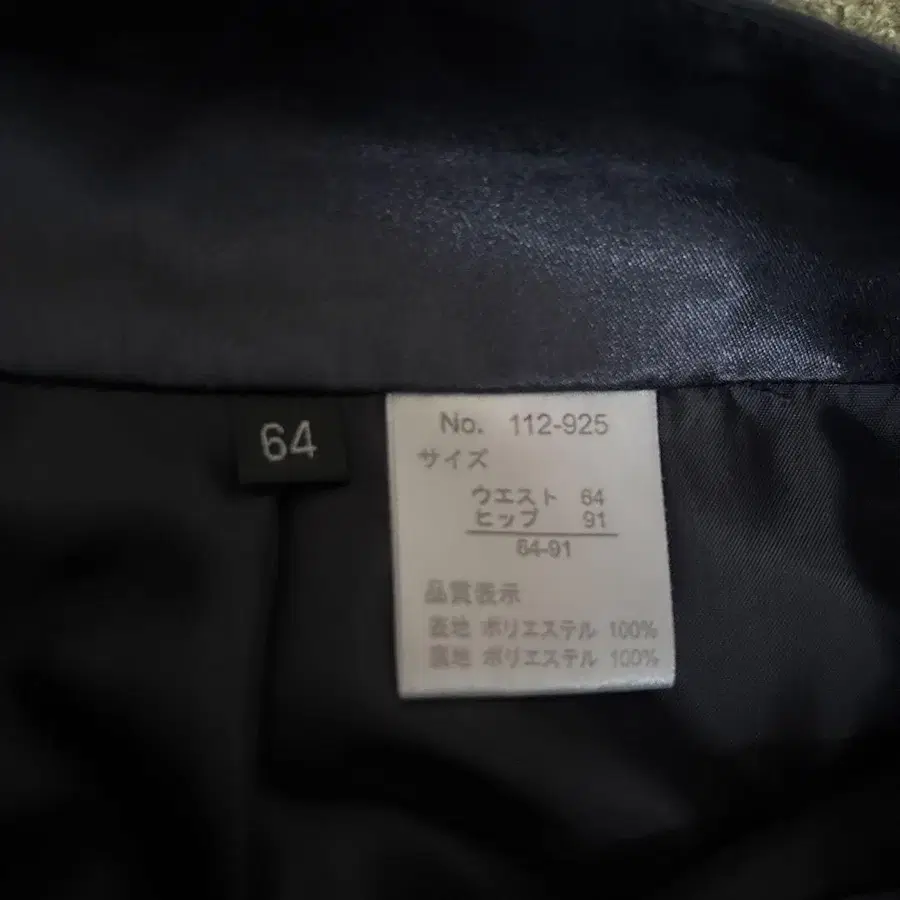 64
No. 112-925
サイズ
ウエスト 64
ヒップ 91
64-91
品質表示
表地 ポリエステル 100%
裏地 ポリエステル 100%